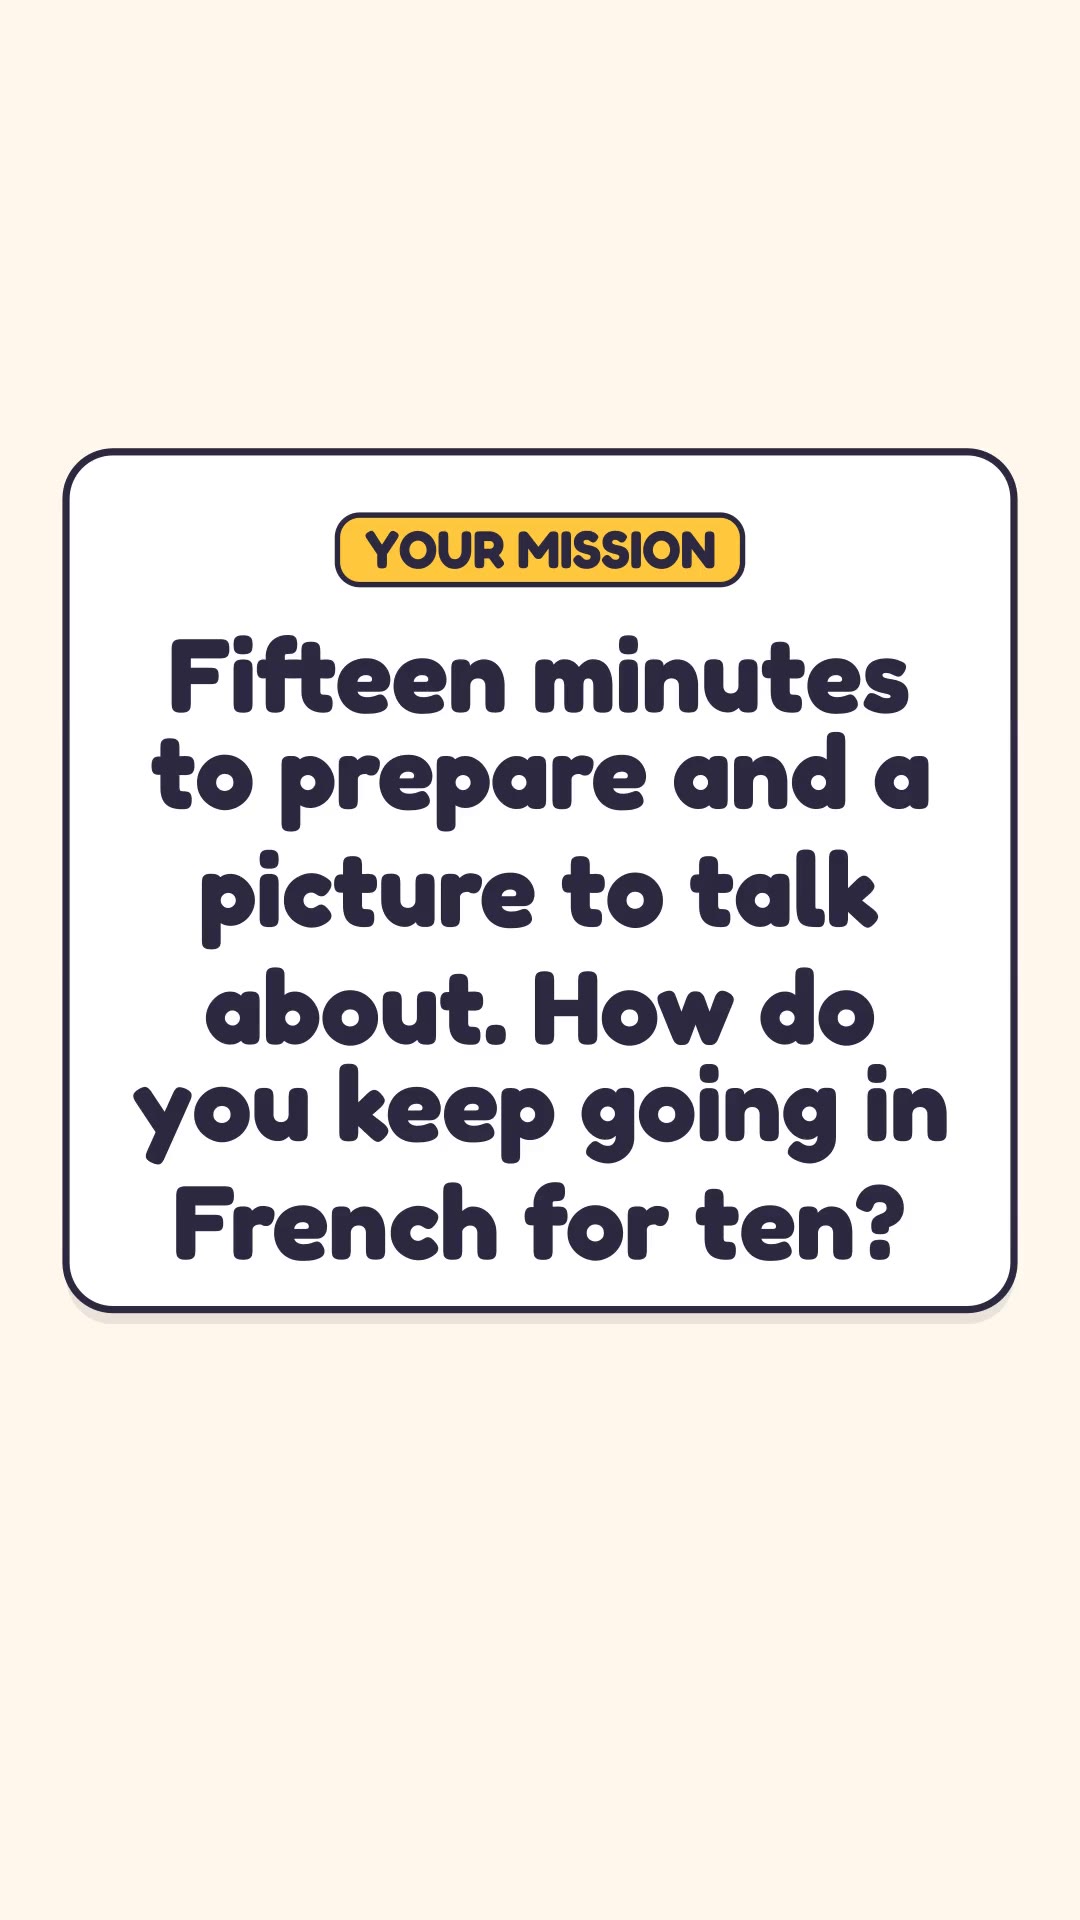 YOUR MISSION
Fifteen minutes
to prepare and a
picture to talk
about. How do
you keep going in
French for ten?